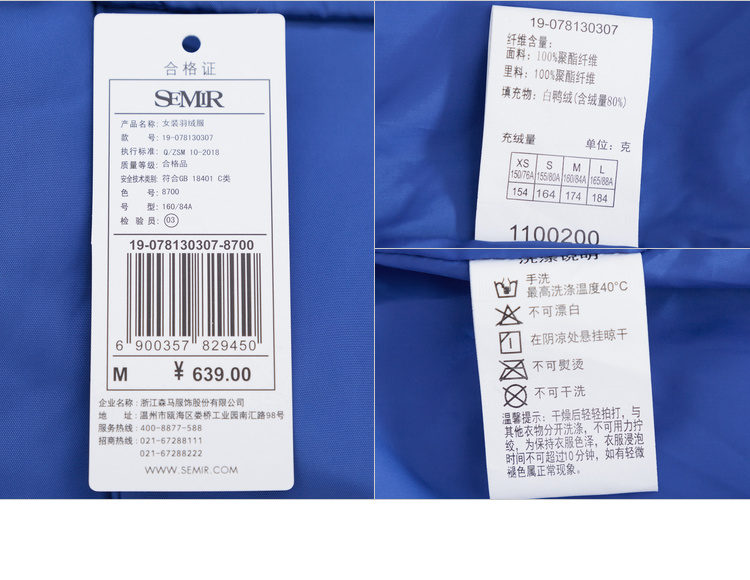 合格证
SEMIR
产品名称: 女装羽绒服
款 号: 19-078130307
执行标准: Q/ZSM 10-2018
质量等级: 合格品
安全技术类别: 符合GB 18401 C类
色 号: 8700
号 型: 160/84A
检 验 员: 03
19-078130307-8700
6 900357 829450
M ¥ 639.00
企业名称: 浙江森马服饰股份有限公司
地 址: 温州市瓯海区娄桥工业园南汇路98号
服务热线: 400-8877-588
招商热线: 021-67288111
021-67288222
WWW.SEMIR.COM
19-078130307
纤维含量:
面料: 100%聚酯纤维
里料: 100%聚酯纤维
填充物: 白鸭绒(含绒量80%)
充绒量 单位: 克
XS S M L
150/76A 155/80A 160/84A 165/88A
154 164 174 184
1100200
洗涤说明
手洗
最高洗涤温度40°C
不可漂白
在阴凉处悬挂晾干
不可熨烫
不可干洗
温馨提示: 干燥后轻轻拍打, 与
其他衣物分开洗涤, 不可用力拧
绞, 为保持衣服色泽, 衣服浸泡
时间不可超过10分钟, 如有轻微
褪色属正常现象。